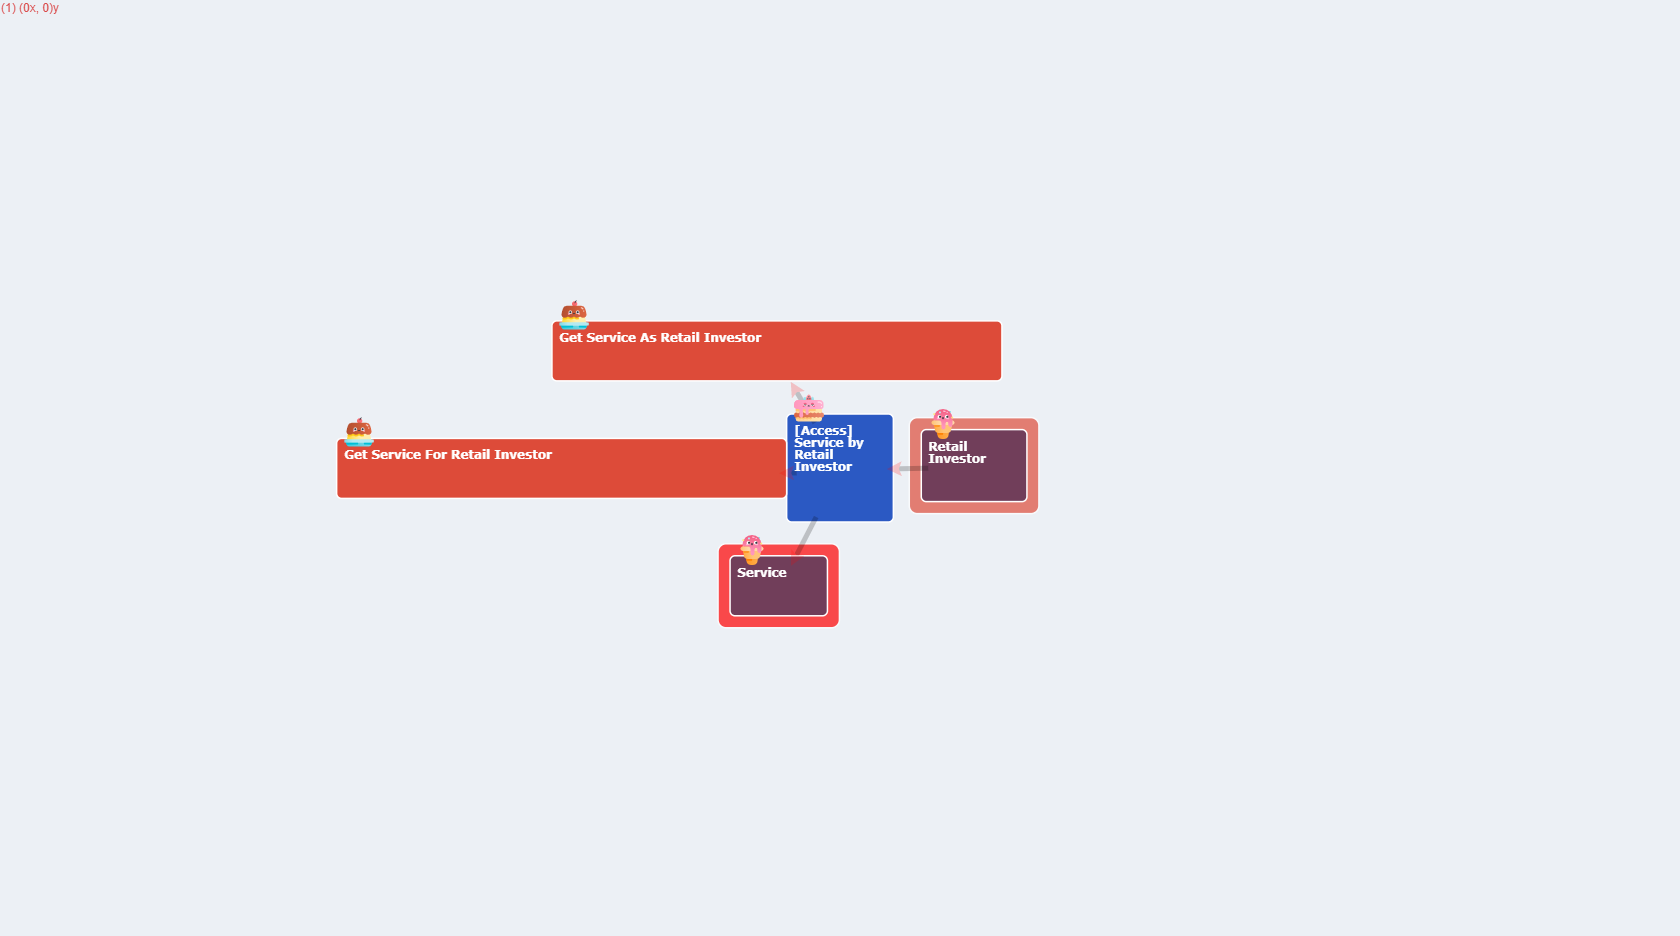 (1) (0x, 0)y
Get Service As Retail Investor
[Access]
Service by
Retail
Investor
Retail
Investor
Get Service For Retail Investor
Service